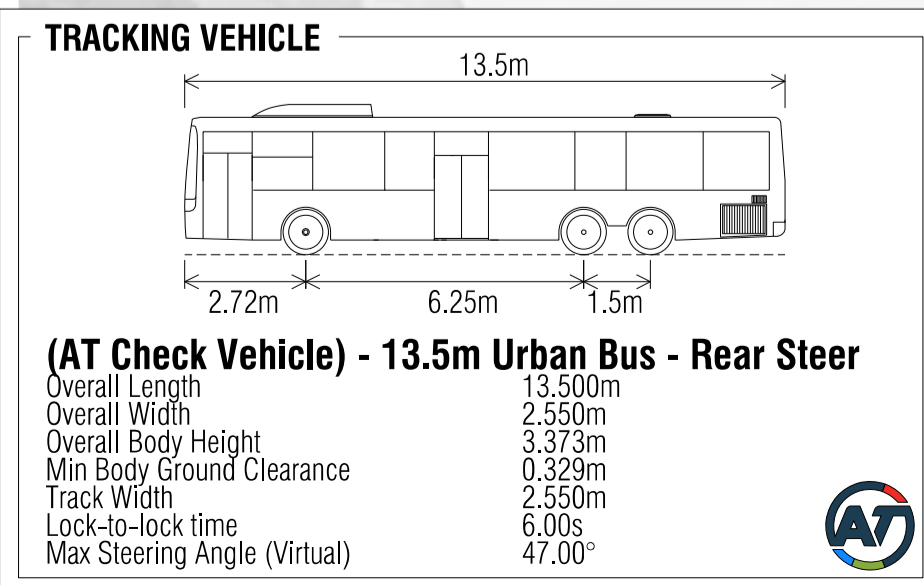 TRACKING VEHICLE
13.5m
2.72m 6.25m 1.5m
(AT Check Vehicle) - 13.5m Urban Bus - Rear Steer
Overall Length 13.500m
Overall Width 2.550m
Overall Body Height 3.373m
Min Body Ground Clearance 0.329m
Track Width 2.550m
Lock-to-lock time 6.00s
Max Steering Angle (Virtual) 47.00°
AT